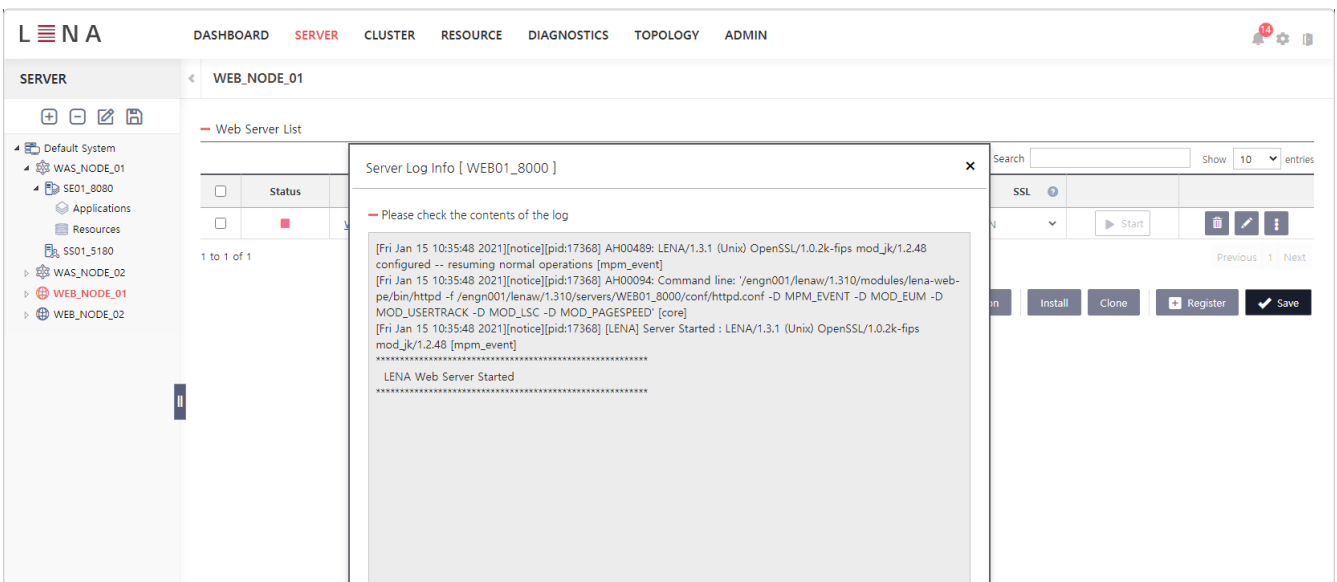 LENA
DASHBOARD SERVER CLUSTER RESOURCE DIAGNOSTICS TOPOLOGY ADMIN
14
SERVER
WEB_NODE_01
Default System
WAS_NODE_01
SE01_8080
Applications
Resources
SS01_5180
WAS_NODE_02
WEB_NODE_01
WEB_NODE_02
Web Server List
Search
Show 10 entries
Status
SSL
Start
1 to 1 of 1
Previous 1 Next
Install Clone Register Save
Server Log Info [ WEB01_8000 ]
Please check the contents of the log
[Fri Jan 15 10:35:48 2021][notice][pid:17368] AH00489: LENA/1.3.1 (Unix) OpenSSL/1.0.2k-fips mod_jk/1.2.48
configured -- resuming normal operations [mpm_event]
[Fri Jan 15 10:35:48 2021][notice][pid:17368] AH00094: Command line: '/engn001/lenaw/1.310/modules/lena-web-
pe/bin/httpd -f /engn001/lenaw/1.310/servers/WEB01_8000/conf/httpd.conf -D MPM_EVENT -D MOD_EUM -D
MOD_USERTRACK -D MOD_LSC -D MOD_PAGESPEED' [core]
[Fri Jan 15 10:35:48 2021][notice][pid:17368] [LENA] Server Started : LENA/1.3.1 (Unix) OpenSSL/1.0.2k-fips
mod_jk/1.2.48 [mpm_event]
*********************************************************
LENA Web Server Started
*********************************************************